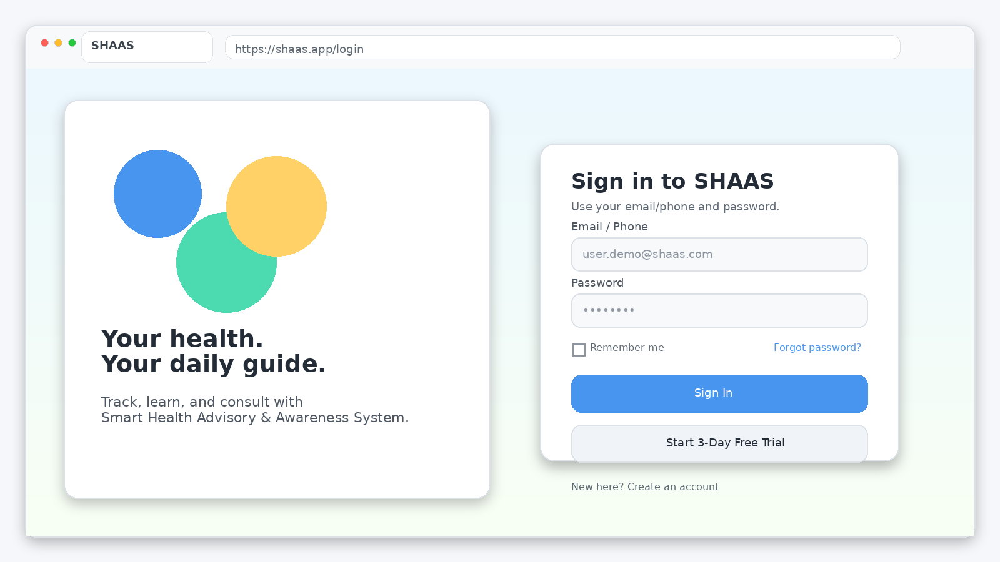 SHAAS
https://shaas.app/login
Your health.
Your daily guide.
Track, learn, and consult with
Smart Health Advisory & Awareness System.
Sign in to SHAAS
Use your email/phone and password.
Email / Phone
user.demo@shaas.com
Password
••••••••
Remember me
Forgot password?
Sign In
Start 3-Day Free Trial
New here? Create an account